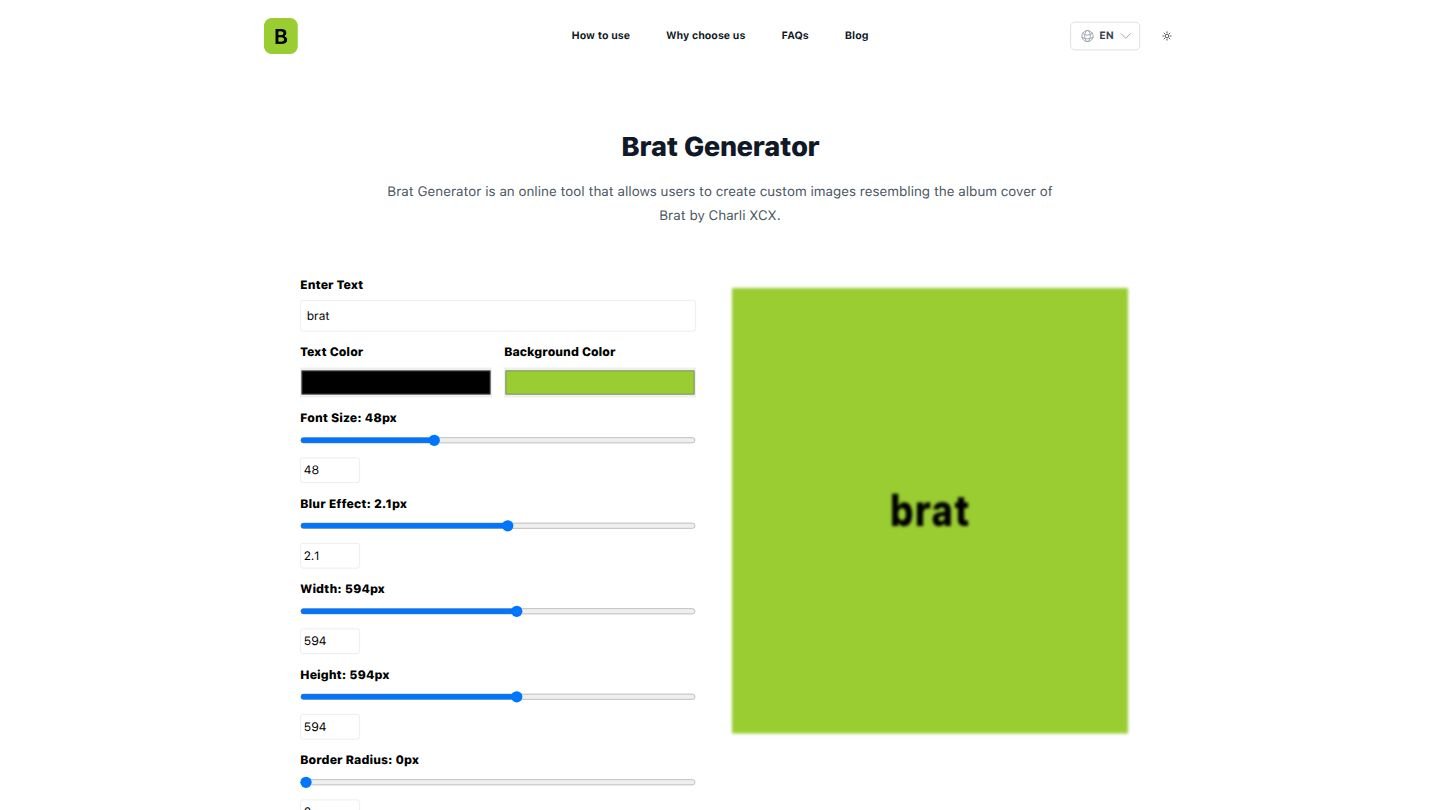 B
How to use
Why choose us
FAQs
Blog
EN
Brat Generator
Brat Generator is an online tool that allows users to create custom images resembling the album cover of
Brat by Charli XCX.
Enter Text
brat
Text Color
Background Color
Font Size: 48px
48
Blur Effect: 2.1px
2.1
Width: 594px
594
Height: 594px
594
Border Radius: 0px
brat